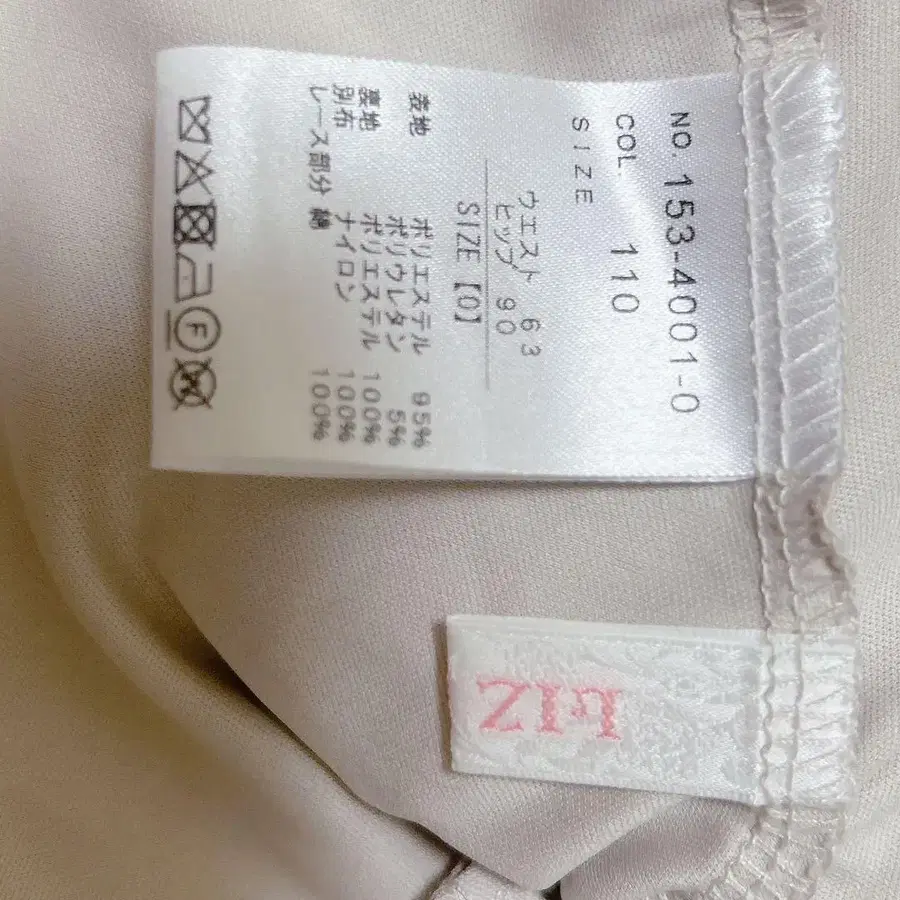 NO. 153-4001-0
COL. 110
SIZE
ウエスト 63
ヒップ 90
SIZE【0】
表地 ポリエステル 95%
ポリウレタン 5%
裏地 ポリエステル 100%
別布 ナイロン 100%
レース部分 綿 100%
F
W
LIZ